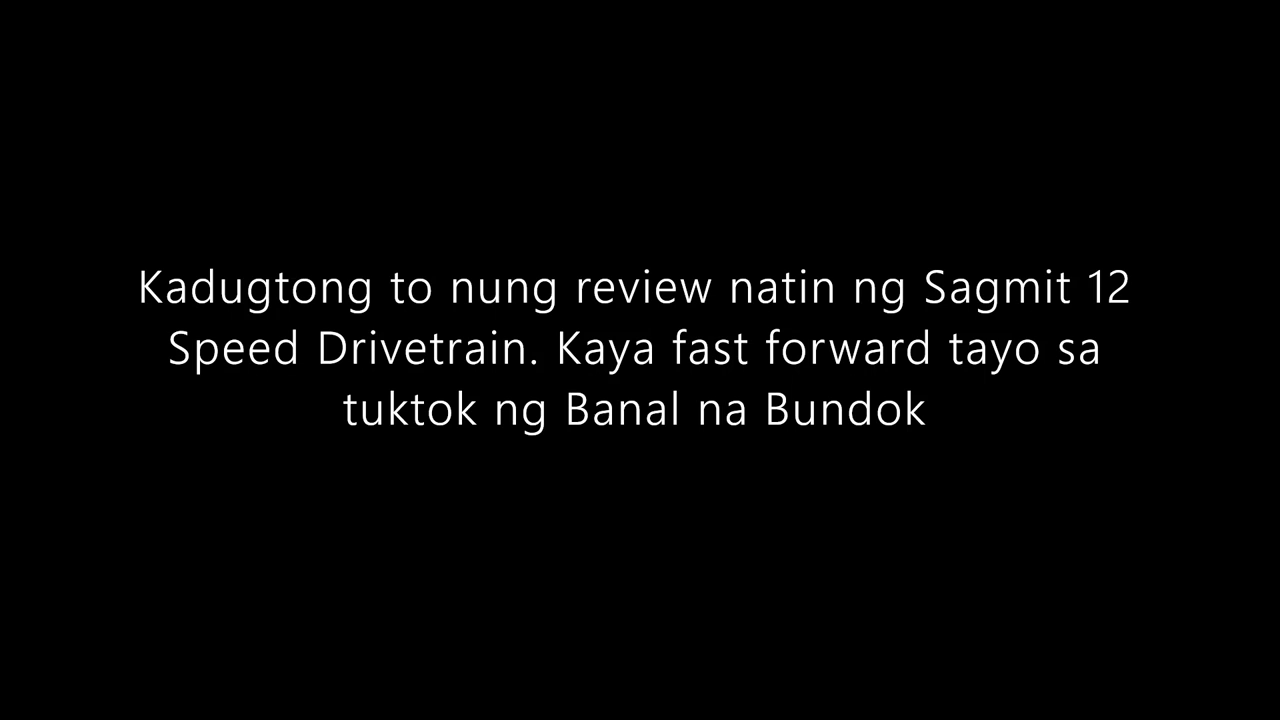 Kadugtong to nung review natin ng Sagmit 12
Speed Drivetrain. Kaya fast forward tayo sa
tuktok ng Banal na Bundok